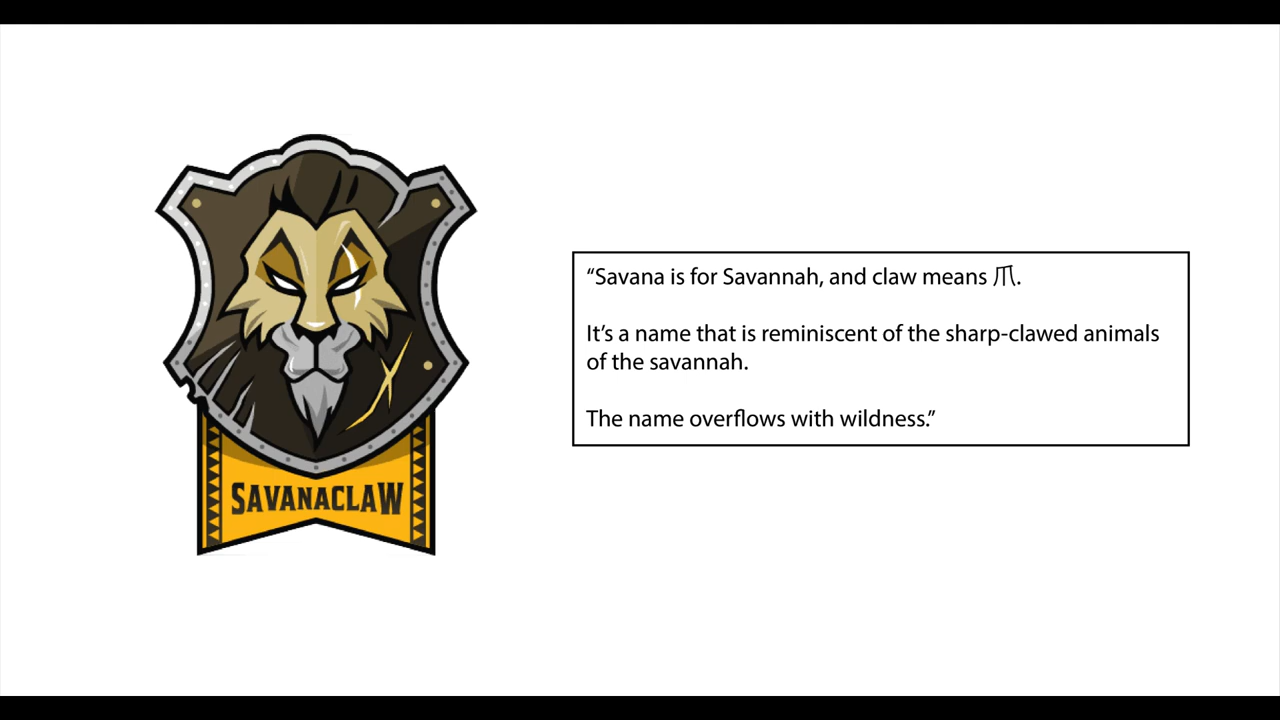 SAVANACLAW
“Savana is for Savannah, and claw means 爪.
It’s a name that is reminiscent of the sharp-clawed animals
of the savannah.
The name overflows with wildness.”